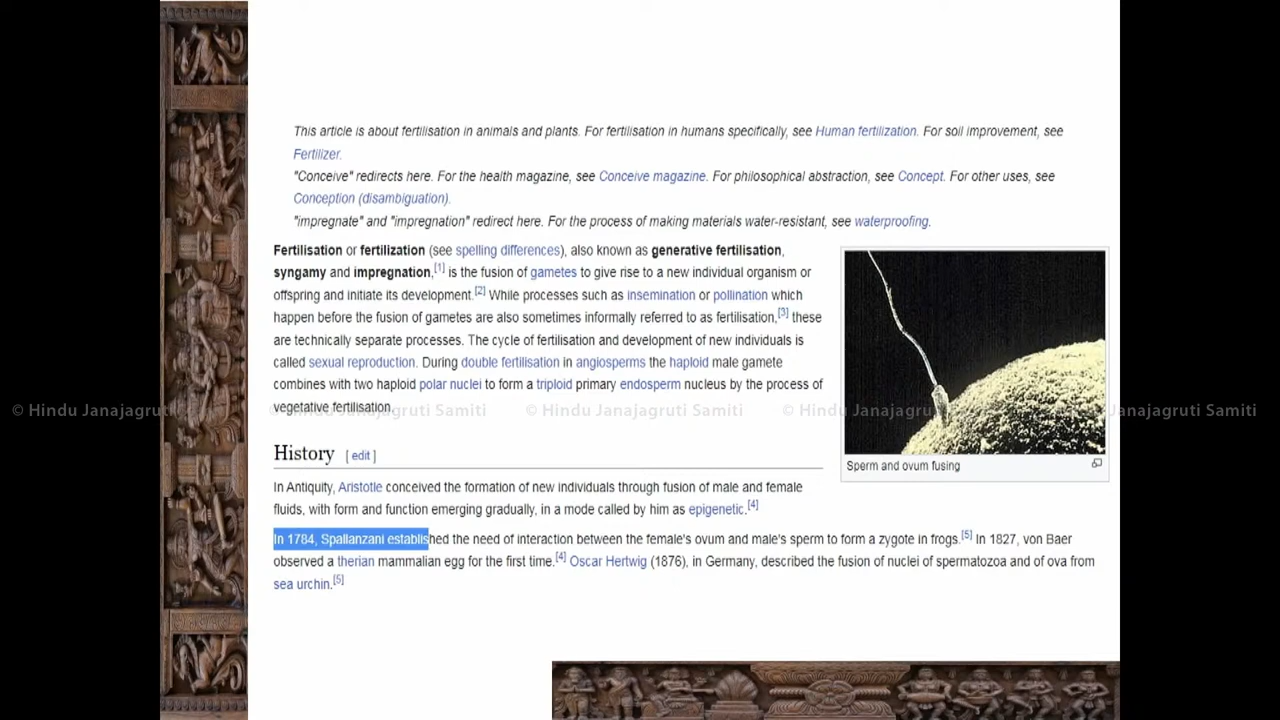 This article is about fertilisation in animals and plants. For fertilisation in humans specifically, see Human fertilization. For soil improvement, see
Fertilizer.
"Conceive" redirects here. For the health magazine, see Conceive magazine. For philosophical abstraction, see Concept. For other uses, see
Conception (disambiguation).
"impregnate" and "impregnation" redirect here. For the process of making materials water-resistant, see waterproofing.
Fertilisation or fertilization (see spelling differences), also known as generative fertilisation,
syngamy and impregnation,[1] is the fusion of gametes to give rise to a new individual organism or
offspring and initiate its development.[2] While processes such as insemination or pollination which
happen before the fusion of gametes are also sometimes informally referred to as fertilisation,[3] these
are technically separate processes. The cycle of fertilisation and development of new individuals is
called sexual reproduction. During double fertilisation in angiosperms the haploid male gamete
combines with two haploid polar nuclei to form a triploid primary endosperm nucleus by the process of
vegetative fertilisation.
Sperm and ovum fusing
© Hindu Janajagruti Samiti © Hindu Janajagruti Samiti © Hindu Janajagruti Samiti © Hindu Janajagruti Samiti
History [ edit ]
In Antiquity, Aristotle conceived the formation of new individuals through fusion of male and female
fluids, with form and function emerging gradually, in a mode called by him as epigenetic.[4]
In 1784, Spallanzani established the need of interaction between the female's ovum and male's sperm to form a zygote in frogs.[5] In 1827, von Baer
observed a therian mammalian egg for the first time.[4] Oscar Hertwig (1876), in Germany, described the fusion of nuclei of spermatozoa and of ova from
sea urchin.[5]